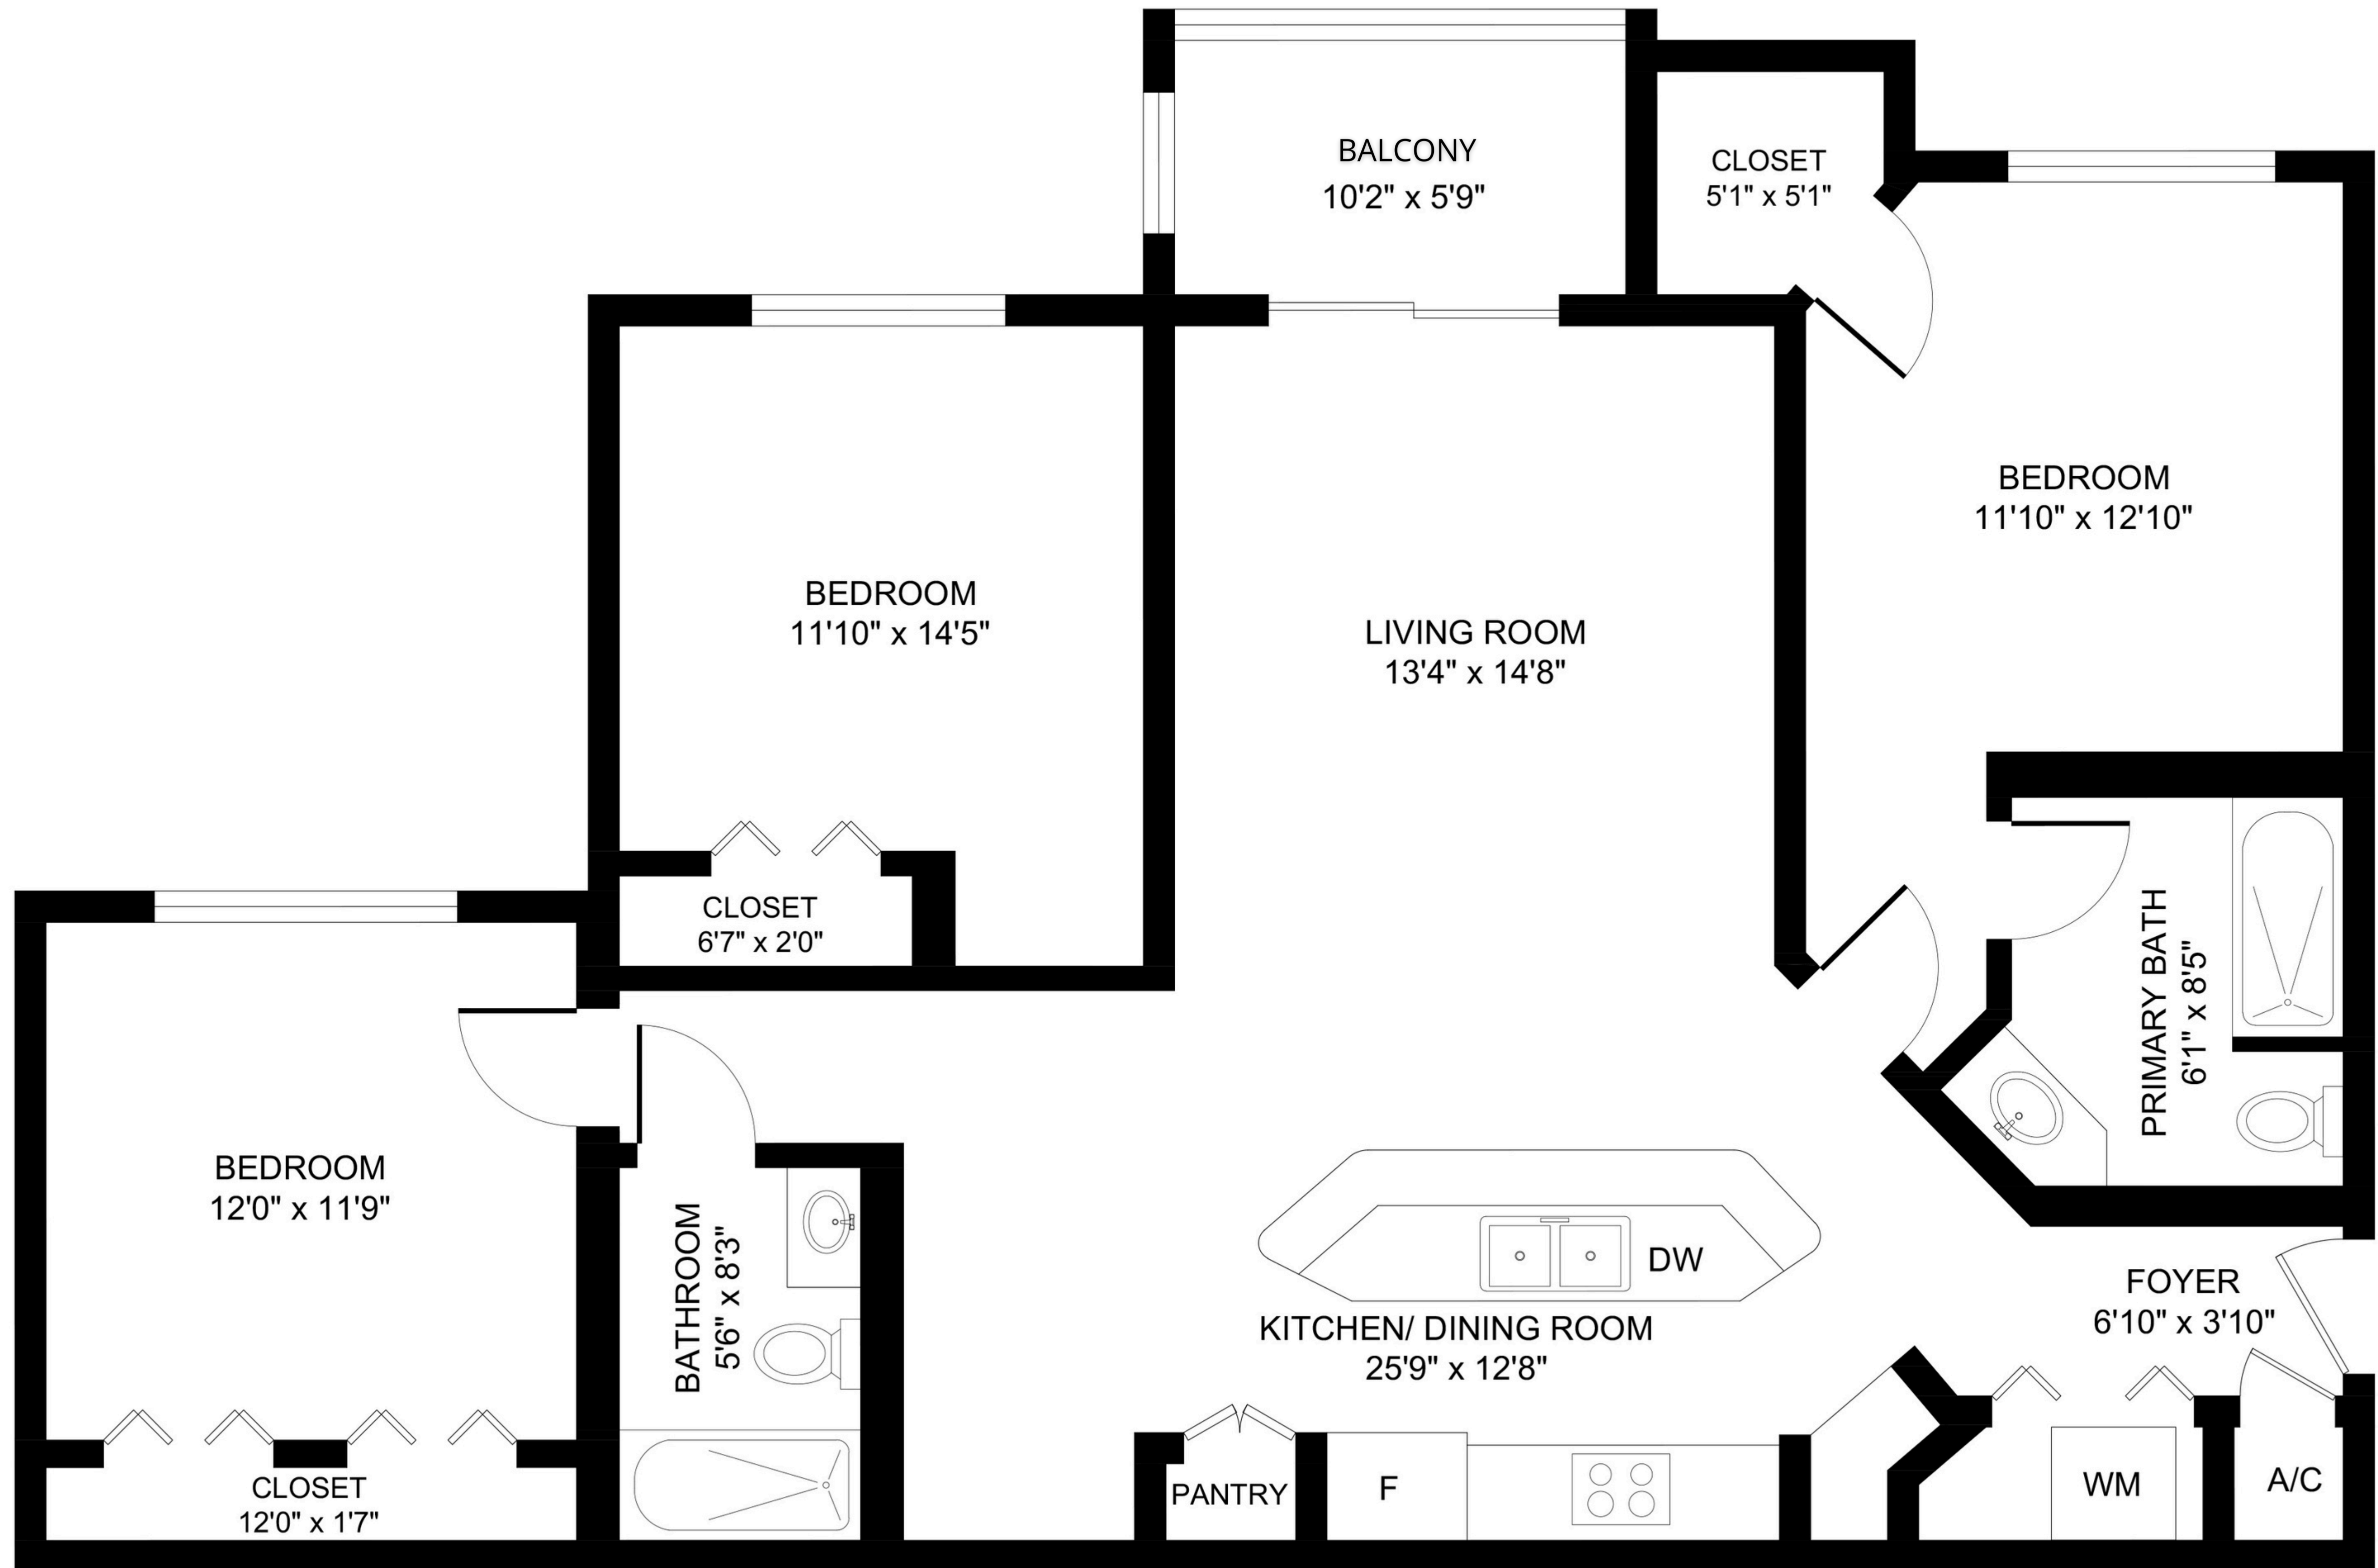 BALCONY
10'2" x 5'9"
CLOSET
5'1" x 5'1"
BEDROOM
11'10" x 12'10"
BEDROOM
11'10" x 14'5"
LIVING ROOM
13'4" x 14'8"
CLOSET
6'7" x 2'0"
PRIMARY BATH
6'1" x 8'5"
BEDROOM
12'0" x 11'9"
BATHROOM
5'6" x 8'3"
DW
KITCHEN/ DINING ROOM
25'9" x 12'8"
FOYER
6'10" x 3'10"
CLOSET
12'0" x 1'7"
PANTRY
F
WM
A/C